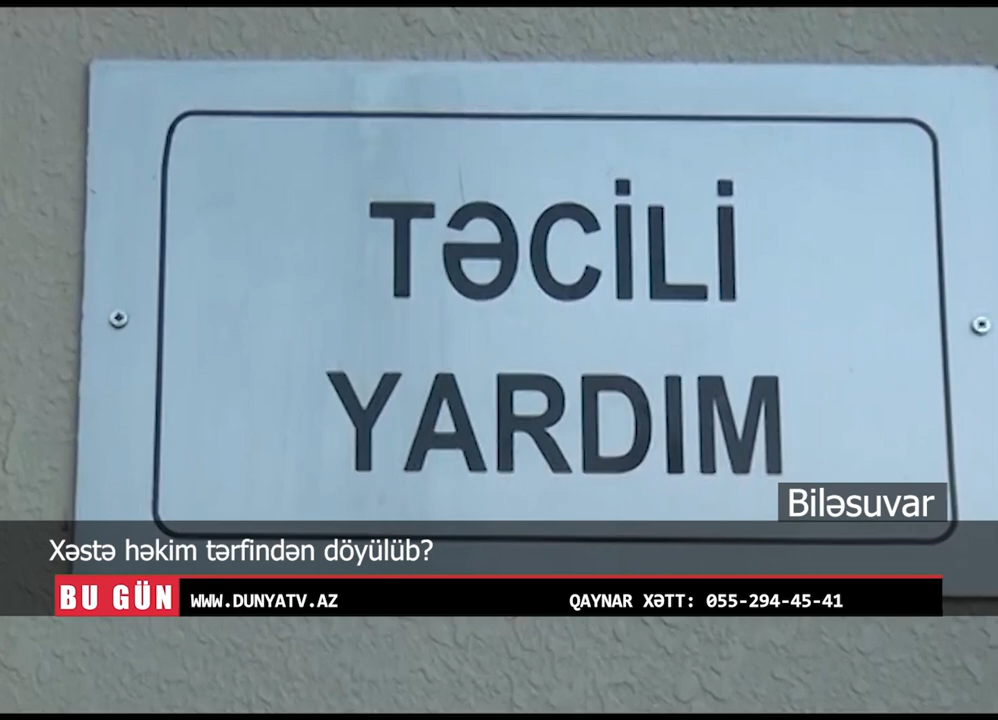 TƏCİLİ
YARDIM
Biləsuvar
Xəstə həkim tərfindən döyülüb?
BU GÜN WWW.DUNYATV.AZ QAYNAR XƏTT: 055-294-45-41